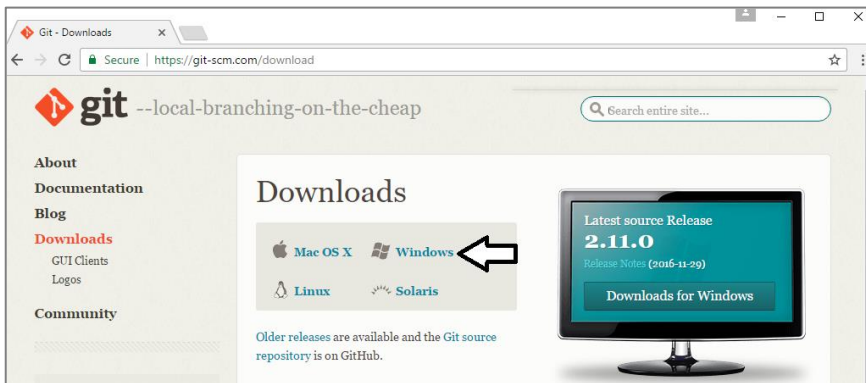 Git - Downloads
Secure | https://git-scm.com/download
git --local-branching-on-the-cheap
Search entire site...
About
Documentation
Blog
Downloads
GUI Clients
Logos
Community
Downloads
Mac OS X Windows
Linux Solaris
Older releases are available and the Git source
repository is on GitHub.
Latest source Release
2.11.0
Release Notes (2016-11-29)
Downloads for Windows